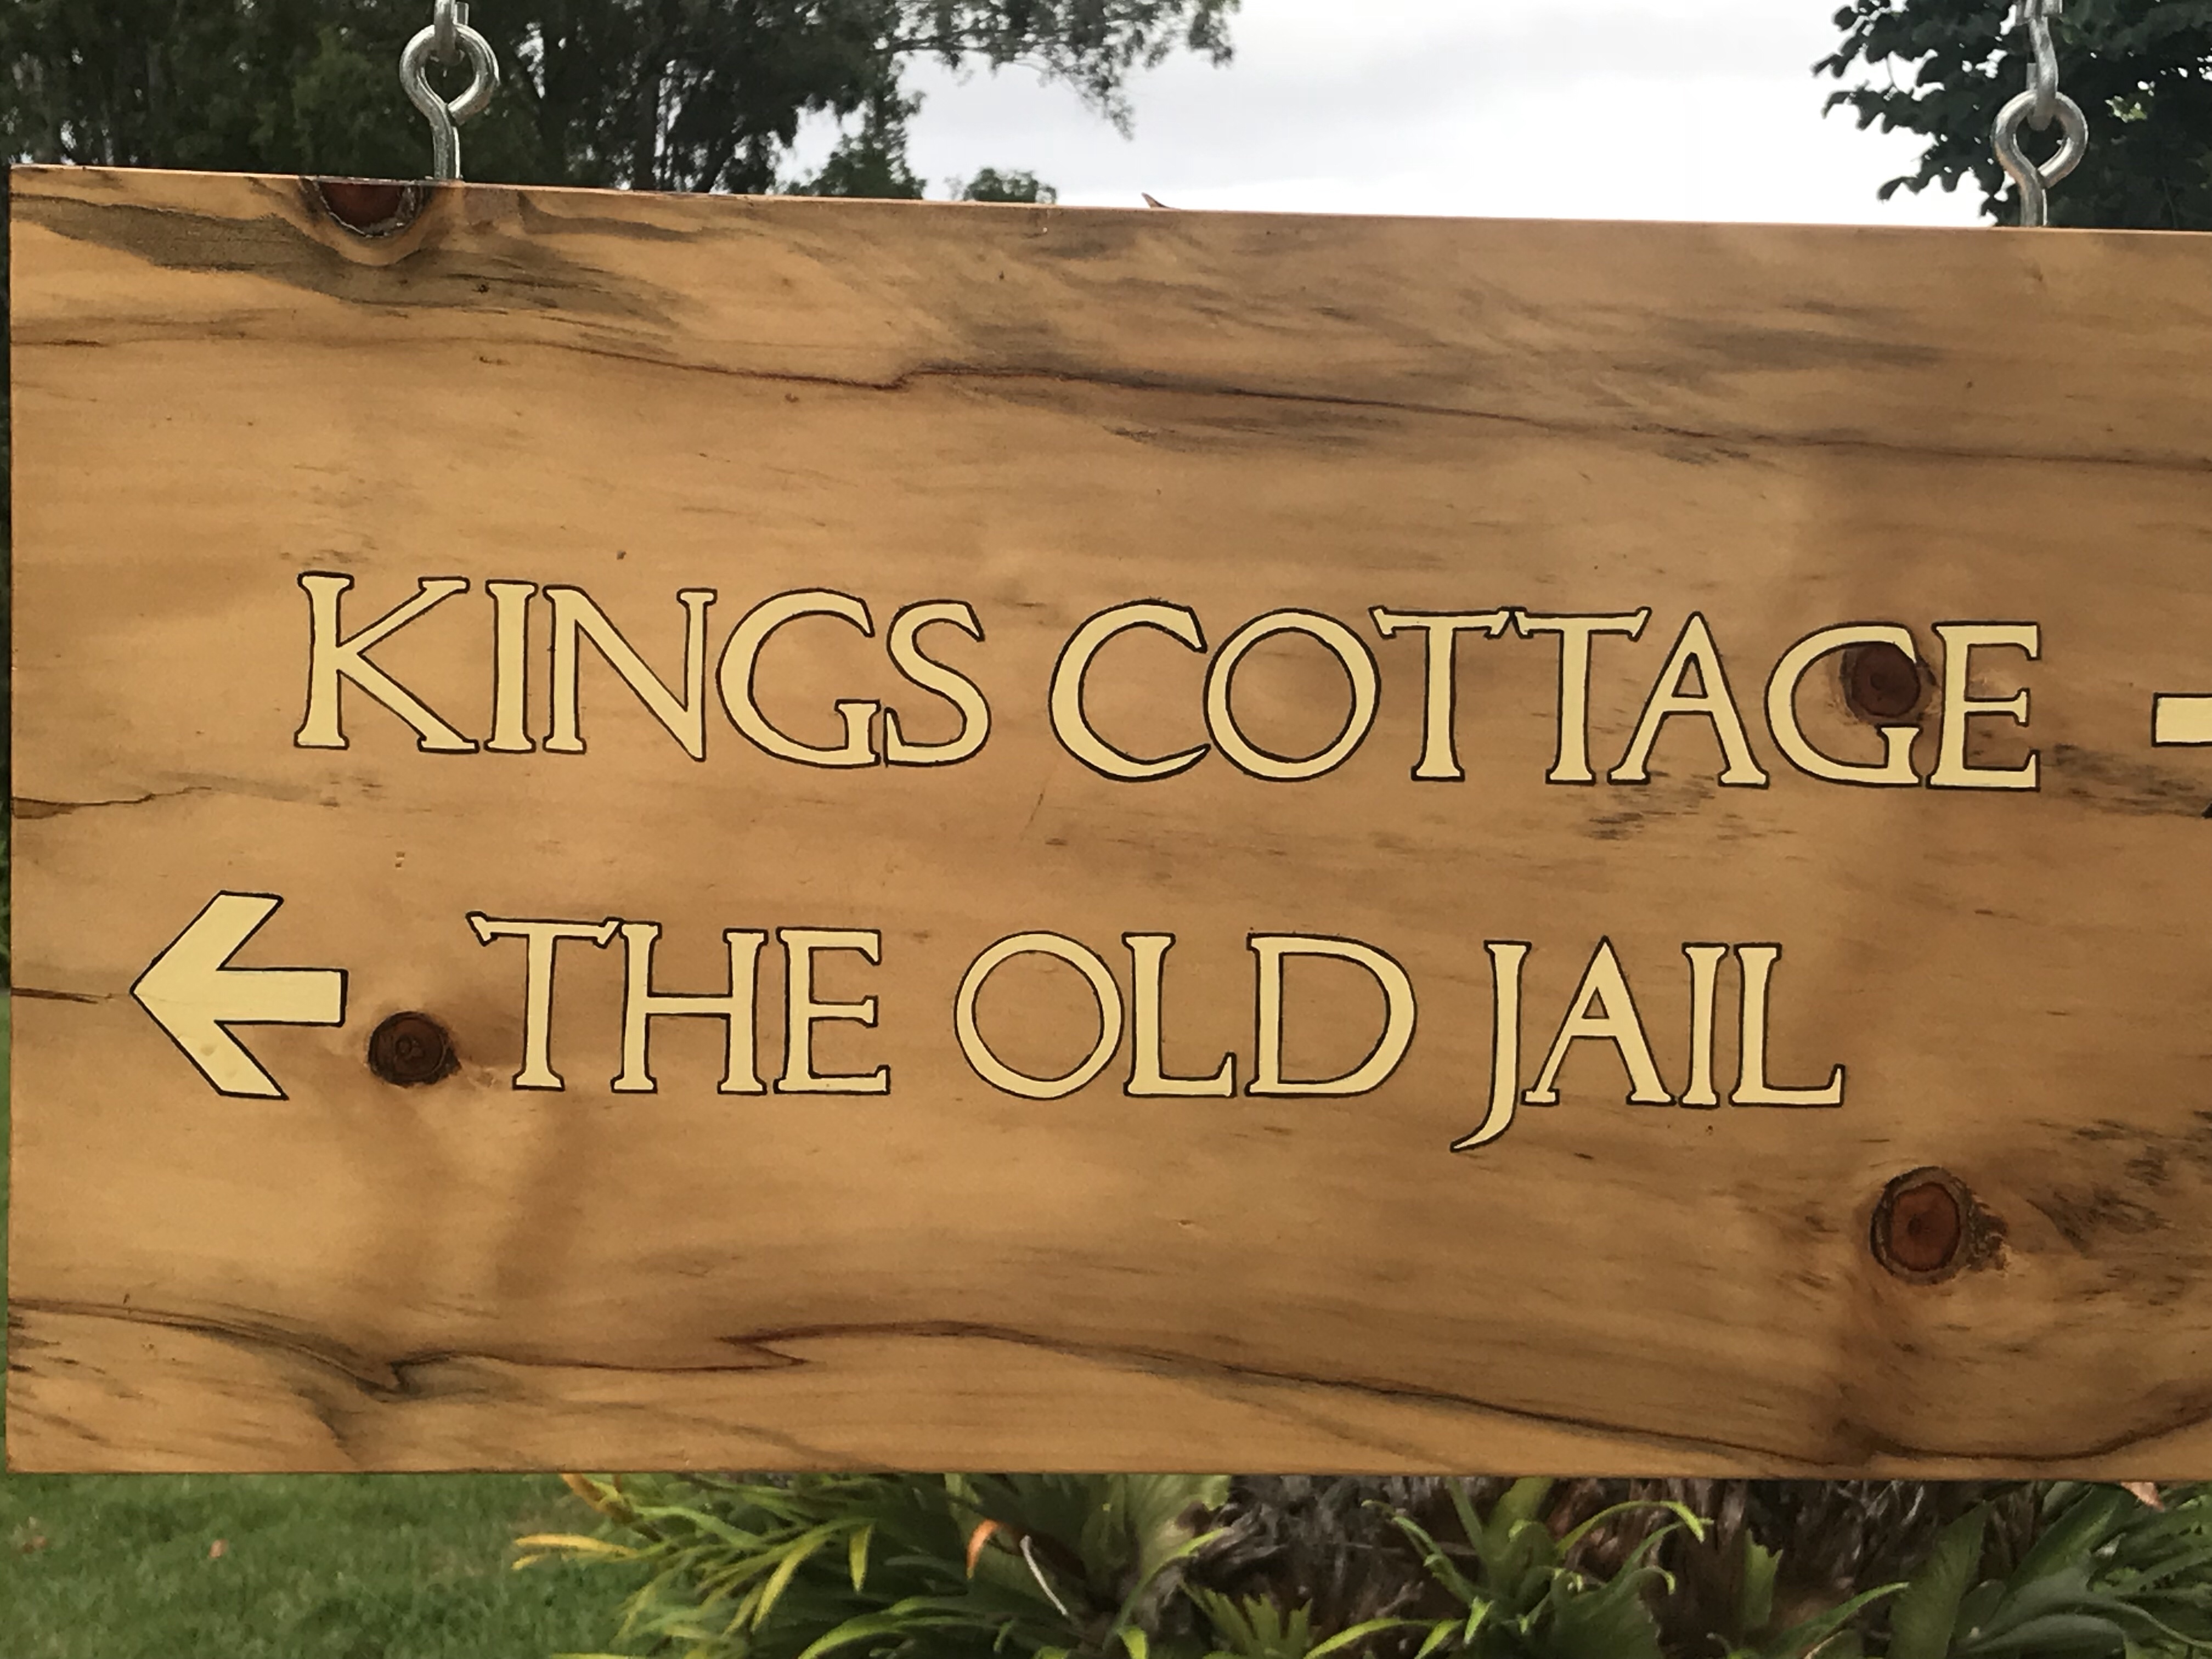 KINGS COTTAGE
THE OLD JAIL